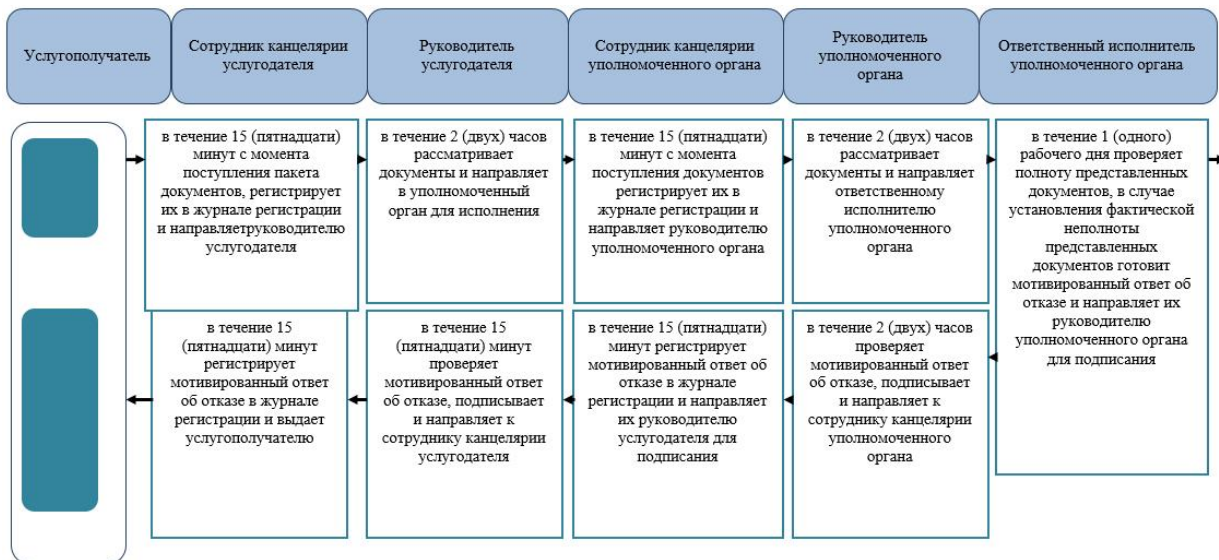 Услугополучатель
Сотрудник канцелярии
услугодателя
Руководитель
услугодателя
Сотрудник канцелярии
уполномоченного органа
Руководитель
уполномоченного
органа
Ответственный исполнитель
уполномоченного органа
в течение 15 (пятнадцати)
минут с момента
поступления пакета
документов, регистрирует
их в журнале регистрации
и направляетруководителю
услугодателя
в течение 2 (двух) часов
рассматривает
документы и направляет
в уполномоченный
орган для исполнения
в течение 15 (пятнадцати)
минут с момента
поступления документов
регистрирует их в
журнале регистрации и
направляет руководителю
уполномоченного органа
в течение 2 (двух) часов
рассматривает
документы и направляет
ответственному
исполнителю
уполномоченного
органа
в течение 1 (одного)
рабочего дня проверяет
полноту представленных
документов, в случае
установления фактической
неполноты
представленных
документов готовит
мотивированный ответ об
отказе и направляет их
руководителю
уполномоченного органа
для подписания
в течение 15
(пятнадцати) минут
регистрирует
мотивированный ответ
об отказе в журнале
регистрации и выдает
услугополучателю
в течение 15
(пятнадцати) минут
проверяет
мотивированный ответ
об отказе, подписывает
и направляет к
сотруднику канцелярии
услугодателя
в течение 15 (пятнадцати)
минут регистрирует
мотивированный ответ об
отказе в журнале
регистрации и направляет
их руководителю
услугодателя для
подписания
в течение 2 (двух) часов
проверяет
мотивированный ответ
об отказе, подписывает
и направляет к
сотруднику канцелярии
уполномоченного
органа